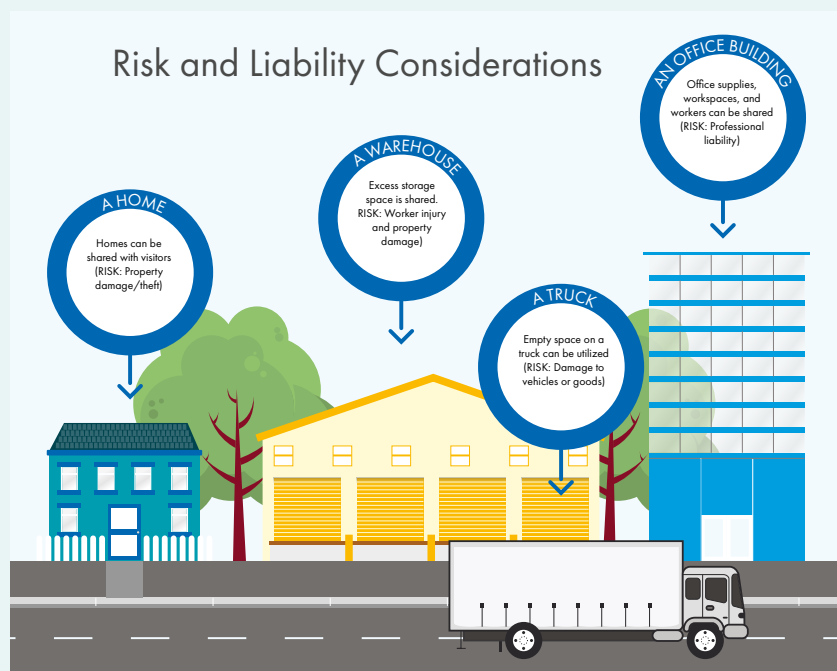 Risk and Liability Considerations
A HOME
Homes can be
shared with visitors
(RISK: Property
damage/theft)
A WAREHOUSE
Excess storage
space is shared.
RISK: Worker injury
and property
damage)
A TRUCK
Empty space on a
truck can be utilized
(RISK: Damage to
vehicles or goods)
AN OFFICE BUILDING
Office supplies,
workspaces, and
workers can be shared
(RISK: Professional
liability)